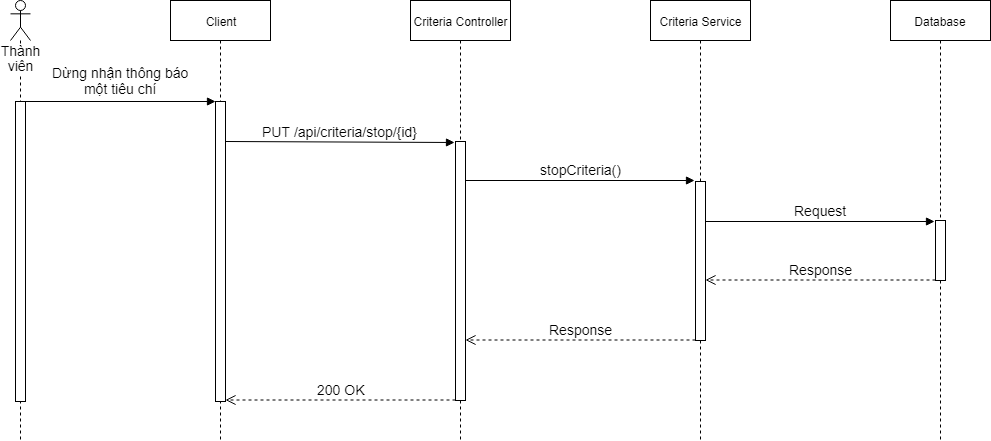 Client
Criteria Controller
Criteria Service
Database
Thành
viên
Dừng nhận thông báo
một tiêu chí
PUT /api/criteria/stop/{id}
stopCriteria()
Request
Response
Response
200 OK